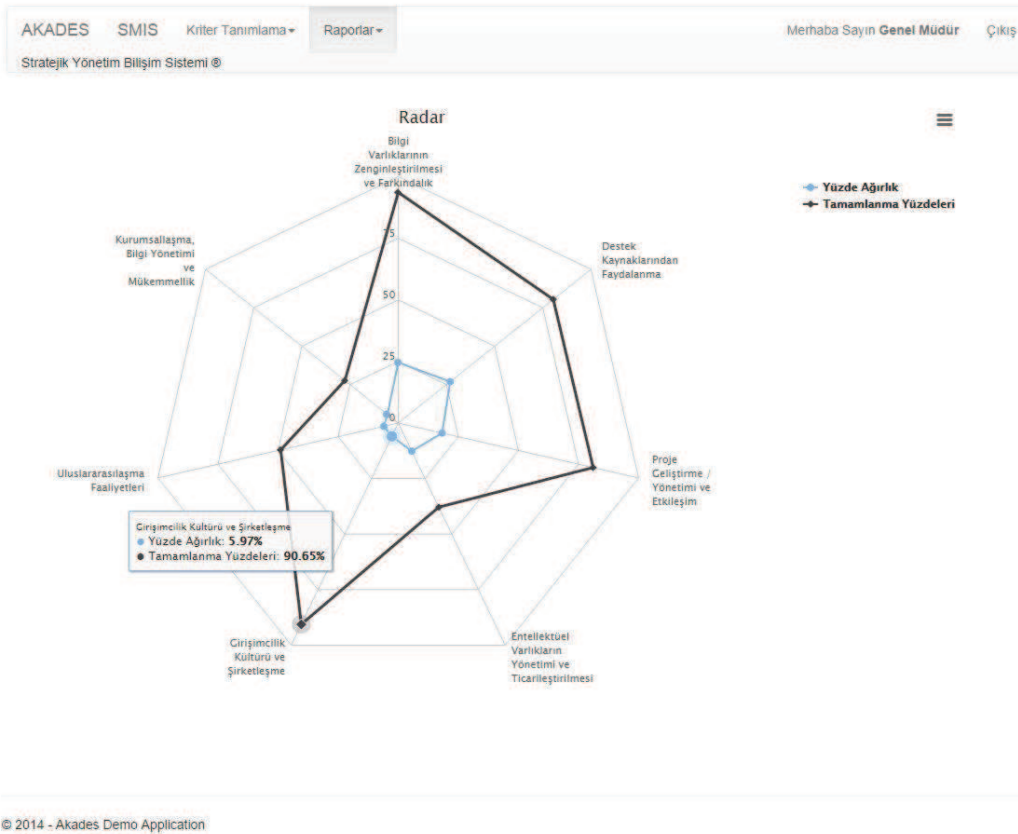 AKADES SMIS Kriter Tanımlama Raporlar Merhaba Sayın Genel Müdür Çıkış
Stratejik Yönetim Bilişim Sistemi ®
Radar
Bilgi
Varlıklarının
Zenginleştirilmesi
ve Farkındalık
Yüzde Ağırlık
Tamamlanma Yüzdeleri
75
50
25
0
Destek
Kaynaklarından
Faydalanma
Kurumsallaşma,
Bilgi Yönetimi
ve
Mükemmellik
Proje
Geliştirme /
Yönetimi ve
Etkileşim
Uluslararasılaşma
Faaliyetleri
Girişimcilik Kültürü ve Şirketleşme
Yüzde Ağırlık: 5.97%
Tamamlanma Yüzdeleri: 90.65%
Girişimcilik
Kültürü ve
Şirketleşme
Entellektüel
Varlıkların
Yönetimi ve
Ticarileştirilmesi
© 2014 - Akades Demo Application